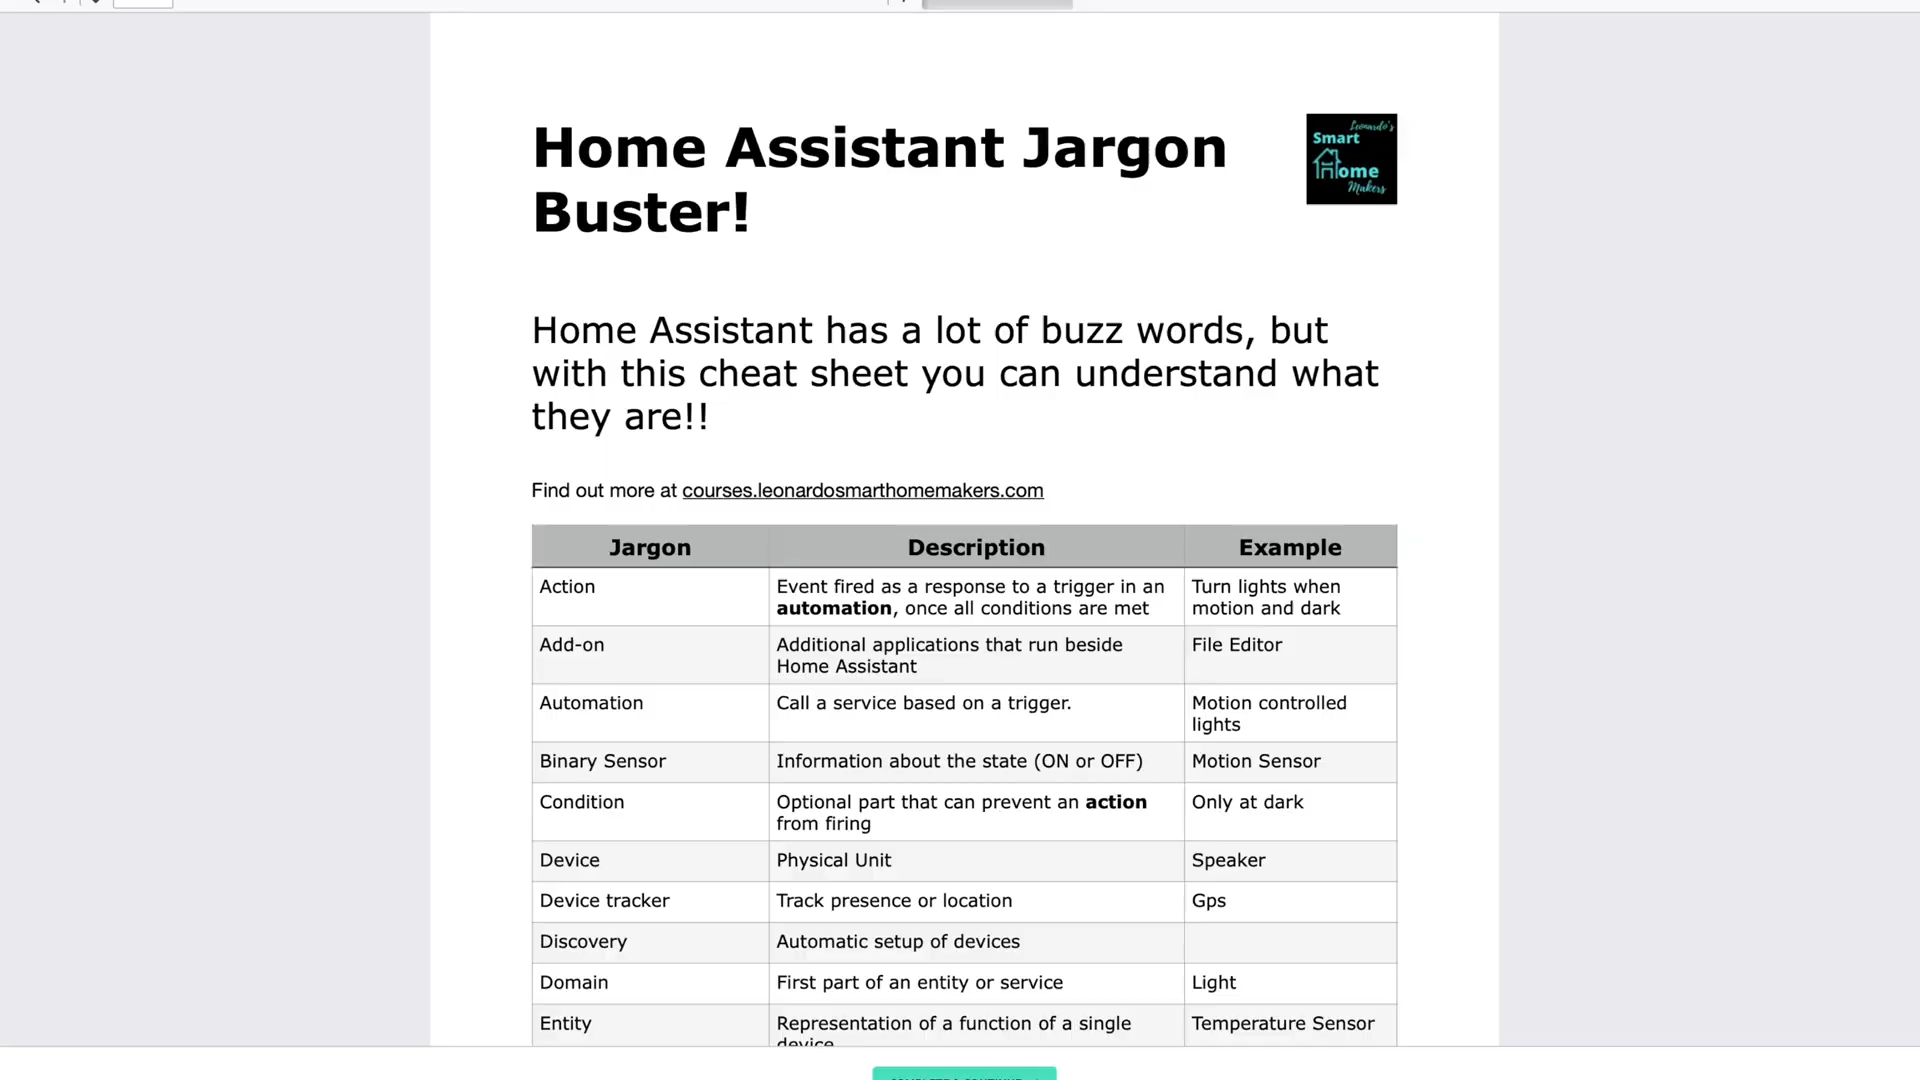 Home Assistant Jargon
Buster!
Leonardo's
Smart
Home
Makers
Home Assistant has a lot of buzz words, but
with this cheat sheet you can understand what
they are!!
Find out more at courses.leonardosmarthomemakers.com
Jargon Description Example
Action Event fired as a response to a trigger in an Turn lights when
automation, once all conditions are met motion and dark
Add-on Additional applications that run beside File Editor
Home Assistant
Automation Call a service based on a trigger. Motion controlled
lights
Binary Sensor Information about the state (ON or OFF) Motion Sensor
Condition Optional part that can prevent an action Only at dark
from firing
Device Physical Unit Speaker
Device tracker Track presence or location Gps
Discovery Automatic setup of devices
Domain First part of an entity or service Light
Entity Representation of a function of a single Temperature Sensor
device